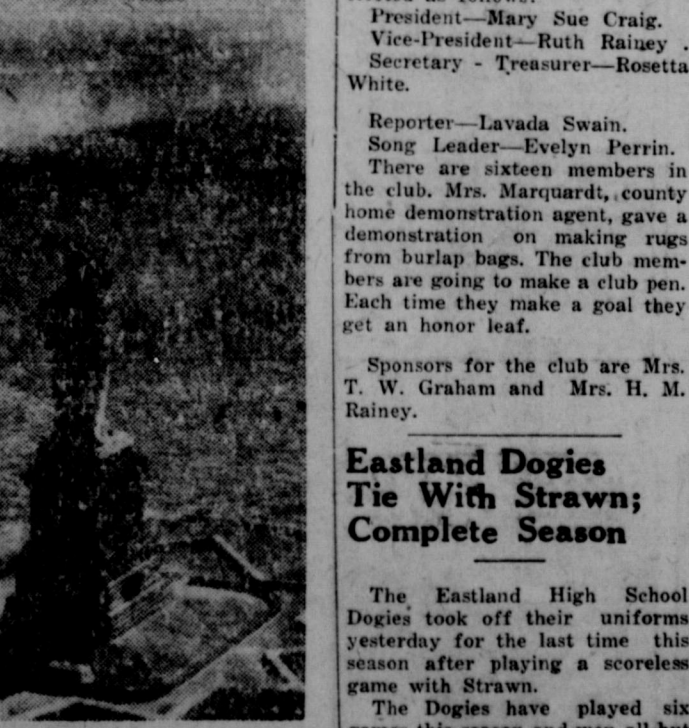 President—Mary Sue Craig.
Vice-President—Ruth Rainey .
Secretary - Treasurer—Rosetta
White.
Reporter—Lavada Swain.
Song Leader—Evelyn Perrin.
There are sixteen members in
the club. Mrs. Marquardt, county
home demonstration agent, gave a
demonstration on making rugs
from burlap bags. The club mem-
bers are going to make a club pen.
Each time they make a goal they
get an honor leaf.
Sponsors for the club are Mrs.
T. W. Graham and Mrs. H. M.
Rainey.
Eastland Dogies
Tie With Strawn;
Complete Season
The Eastland High School
Dogies took off their uniforms
yesterday for the last time this
season after playing a scoreless
game with Strawn.
The Dogies have played six